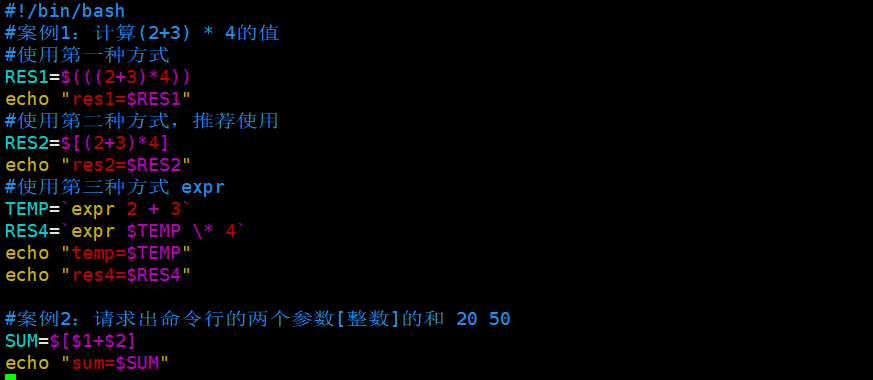 #!/bin/bash
#案例1：计算(2+3) * 4的值
#使用第一种方式
RES1=$(((2+3)*4))
echo "res1=$RES1"
#使用第二种方式，推荐使用
RES2=$[(2+3)*4]
echo "res2=$RES2"
#使用第三种方式 expr
TEMP=`expr 2 + 3`
RES4=`expr $TEMP \* 4`
echo "temp=$TEMP"
echo "res4=$RES4"
#案例2：请求出命令行的两个参数[整数]的和 20 50
SUM=$[$1+$2]
echo "sum=$SUM"